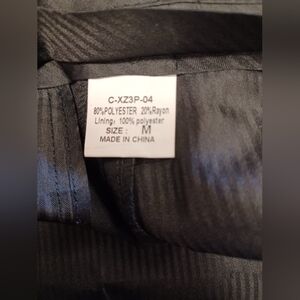 C-XZ3P-04
80%POLYESTER 20%Rayon
Lining: 100% polyester
SIZE: M
MADE IN CHINA